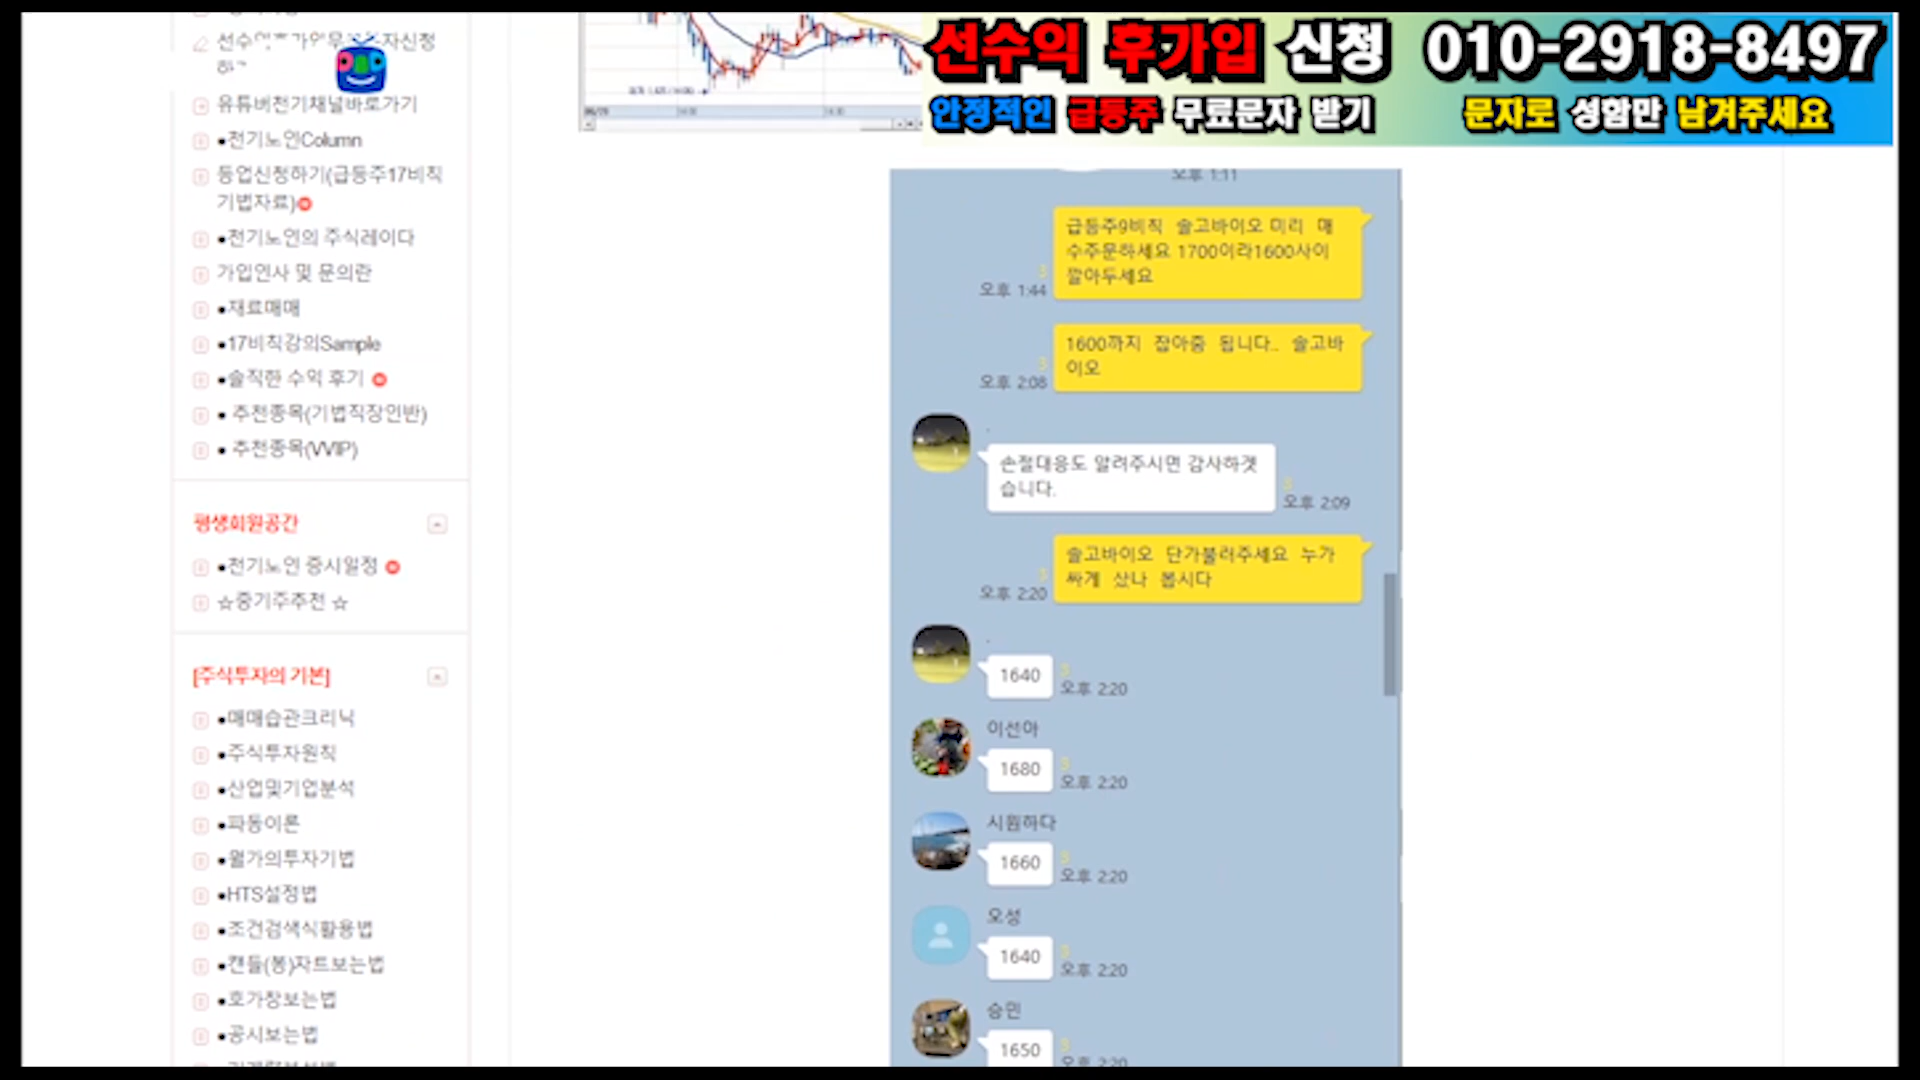 선수익 후가입 신청 010-2918-8497
안정적인 급등주 무료문자 받기 문자로 성함만 남겨주세요
유튜버전기채널바로가기
●전기노인Column
등업신청하기(급등주17비직
기법자료)
●전기노인의 주식레이다
가입인사 및 문의란
●재료매매
●17비직강의Sample
●솔직한 수익 후기
● 추천종목(기법직장인반)
● 추천종목(VVIP)
평생회원공간
●전기노인 증시일정
☆중기주추천 ☆
[주식투자의 기본]
●매매습관크리닉
●주식투자원칙
●산업및기업분석
●파동이론
●월가의투자기법
●HTS설정법
●조건검색식활용법
●캔들(봉)차트보는법
●호가창보는법
●공시보는법
오후 1:11
급등주9비직 솔고바이오 미리 매
수주문하세요 1700이라1600사이
깔아두세요
오후 1:44
1600까지 잡아중 됩니다.. 솔고바
이오
오후 2:08
손절대응도 알려주시면 감사하겟
습니다.
오후 2:09
솔고바이오 단가불러주세요 누가
싸게 샀나 봅시다
오후 2:20
1640
오후 2:20
이선아
1680
오후 2:20
시원하다
1660
오후 2:20
오성
1640
오후 2:20
승민
1650
오후 2:20